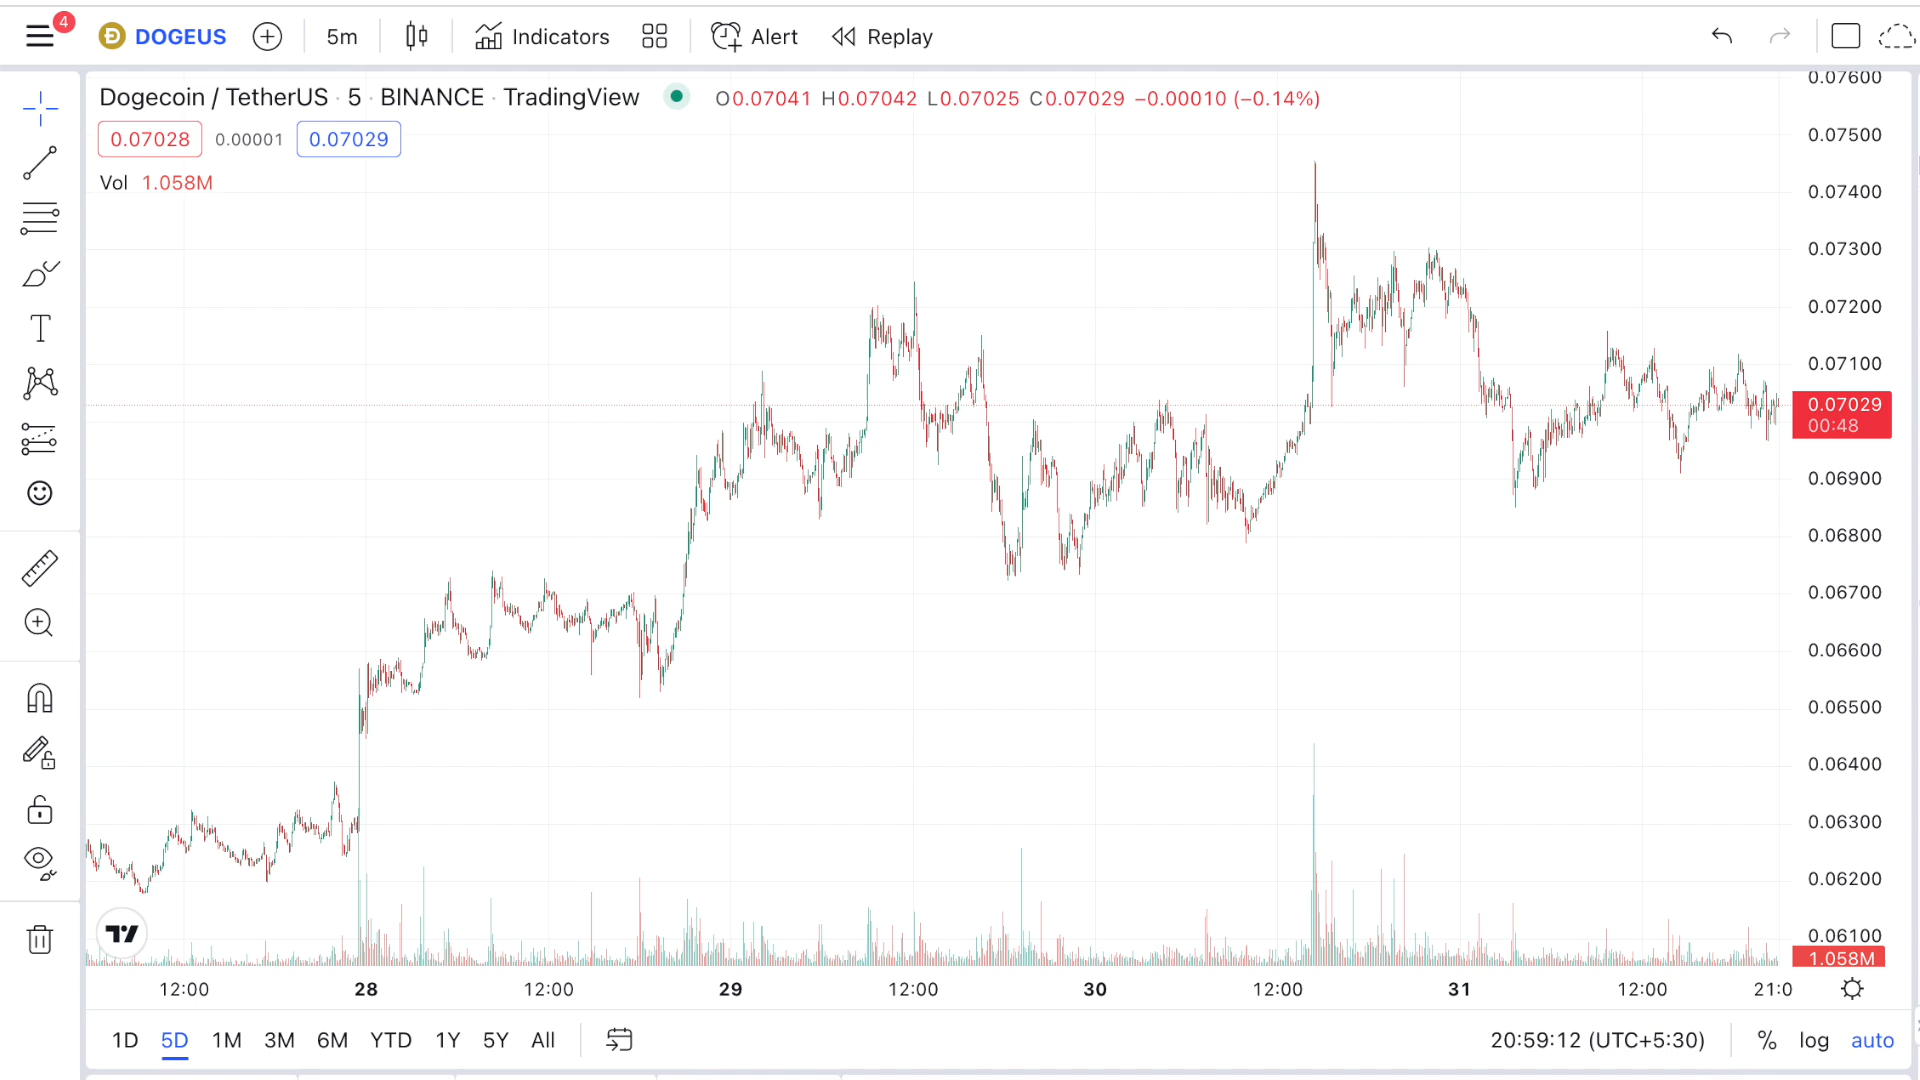 4 DOGEUS 5m Indicators Alert Replay
Dogecoin / TetherUS · 5 · BINANCE · TradingView O0.07041 H0.07042 L0.07025 C0.07029 −0.00010 (−0.14%)
0.07028 0.00001 0.07029
Vol 1.058M
0.07600
0.07500
0.07400
0.07300
0.07200
0.07100
0.07029
00:48
0.06900
0.06800
0.06700
0.06600
0.06500
0.06400
0.06300
0.06200
0.06100
1.058M
12:00 28 12:00 29 12:00 30 12:00 31 12:00 21:0
1D 5D 1M 3M 6M YTD 1Y 5Y All 20:59:12 (UTC+5:30) % log auto